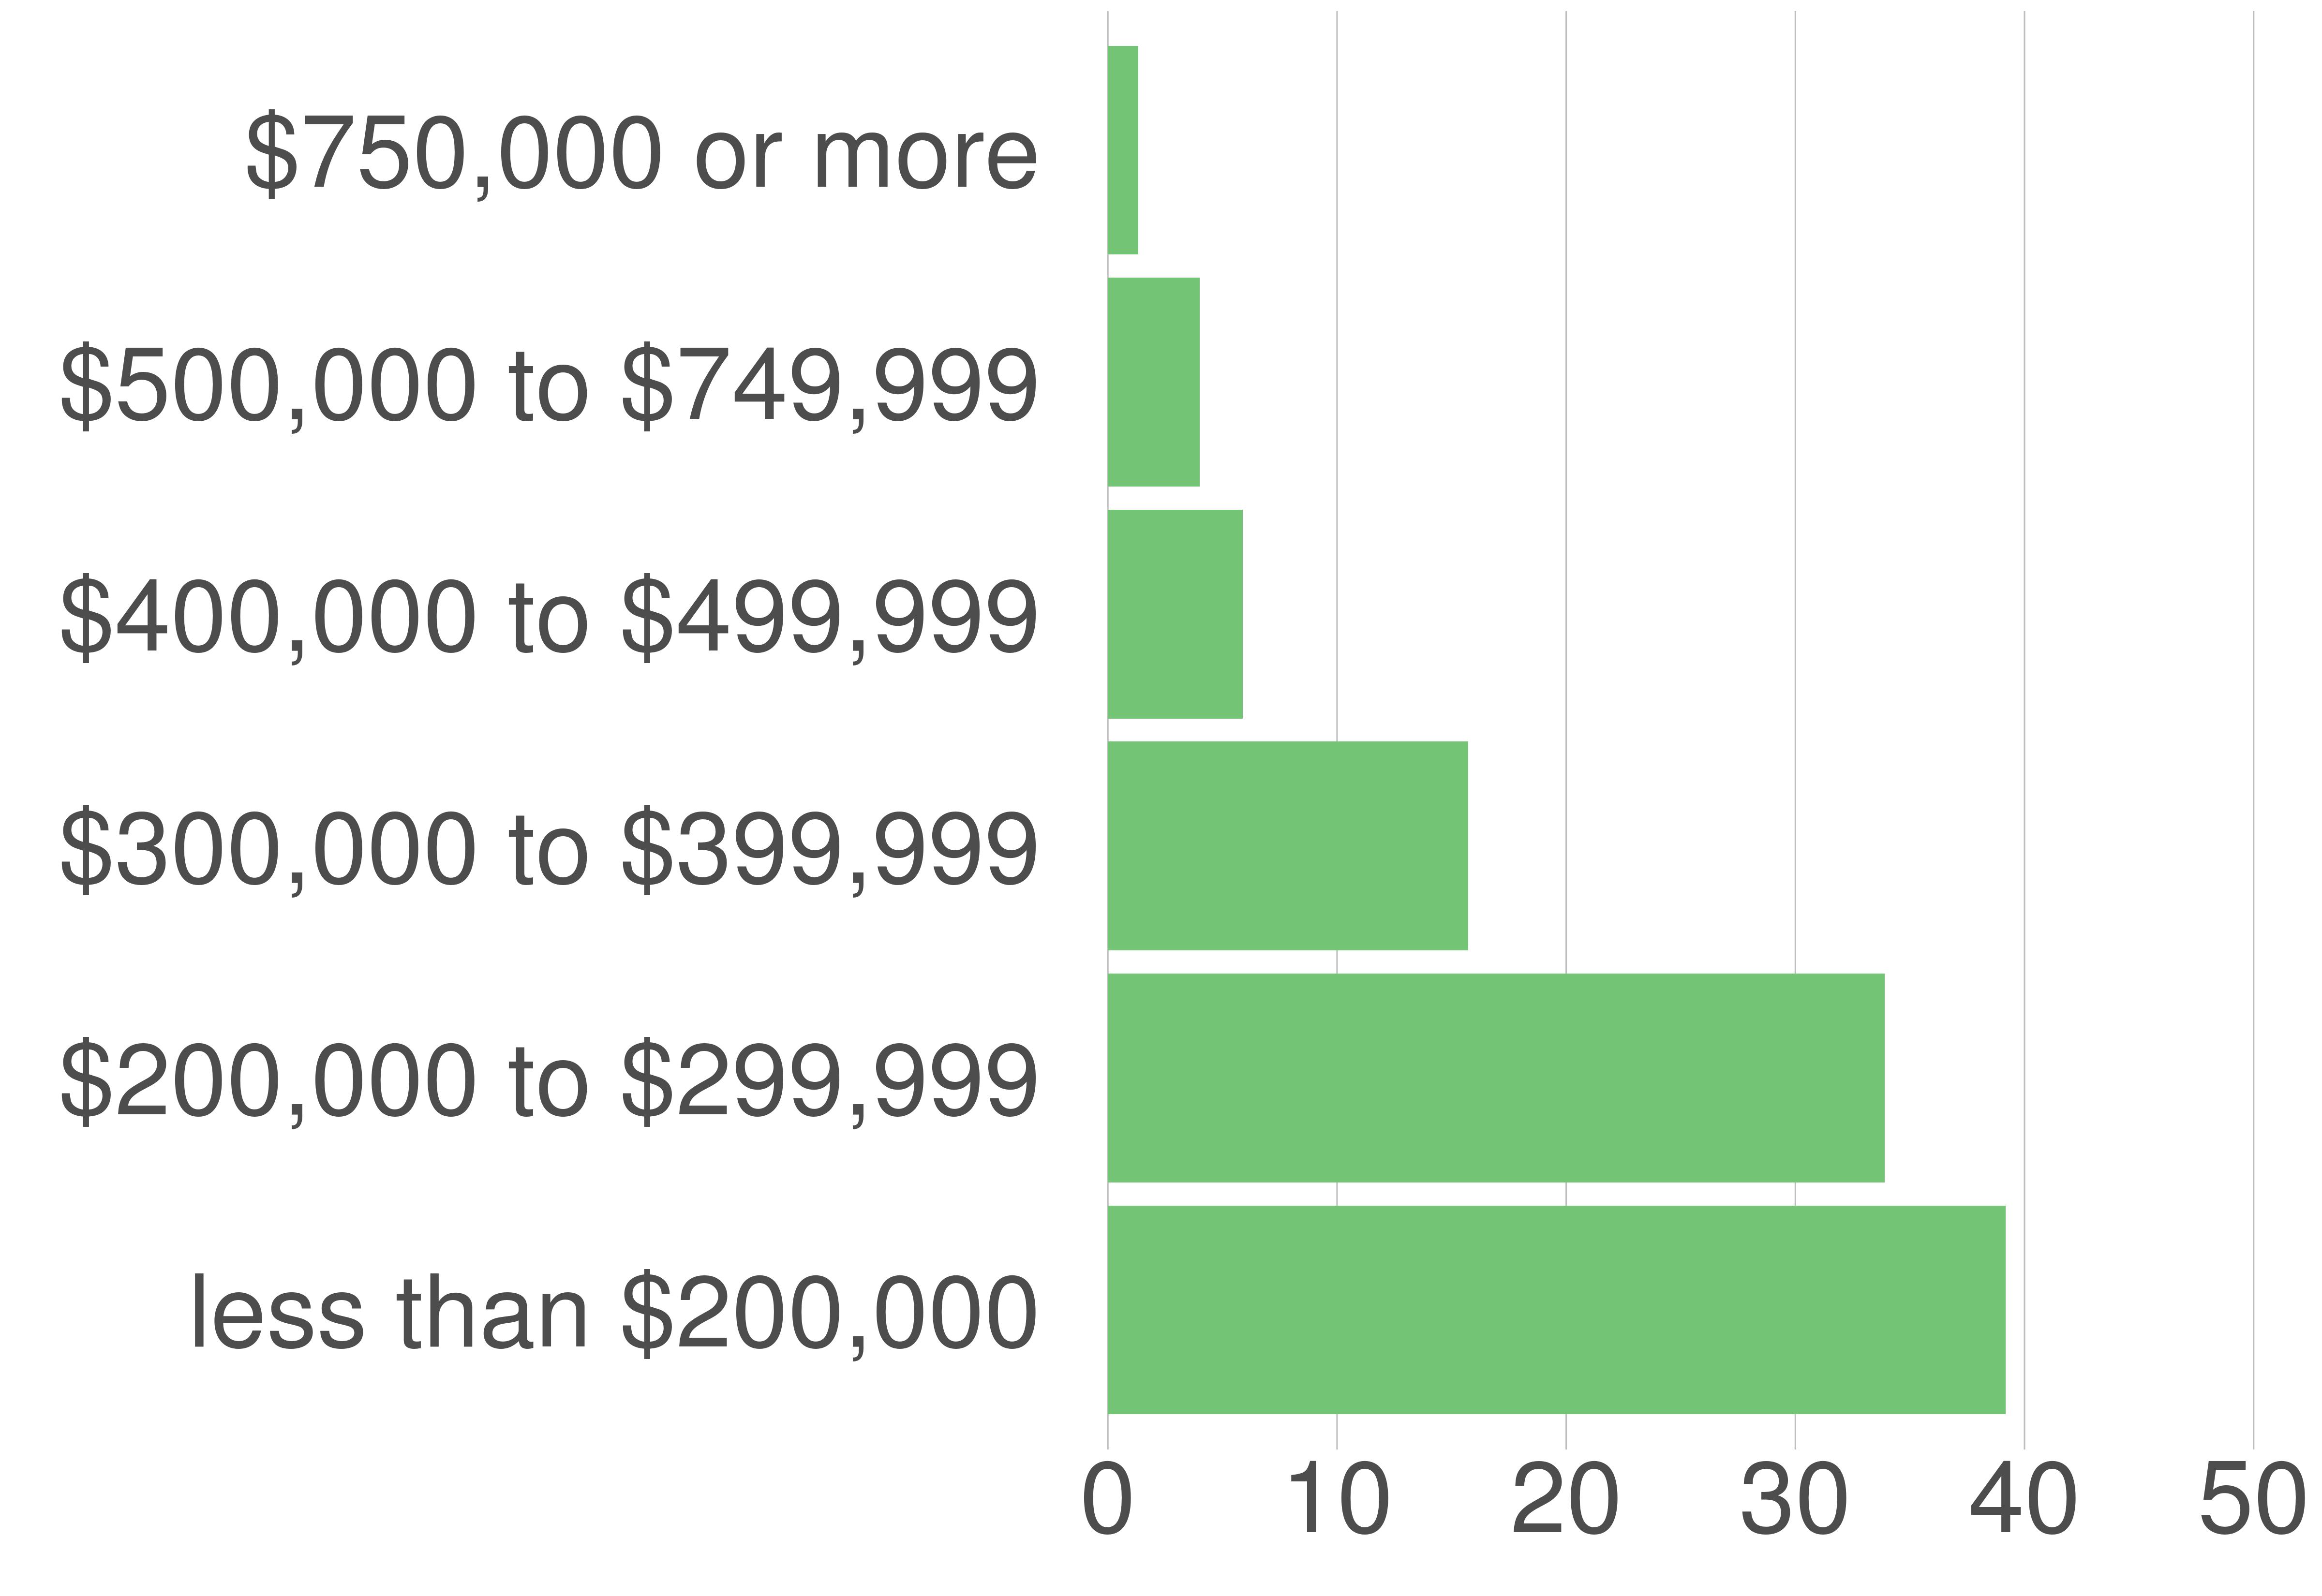 $750,000 or more
$500,000 to $749,999
$400,000 to $499,999
$300,000 to $399,999
$200,000 to $299,999
less than $200,000
0 10 20 30 40 50